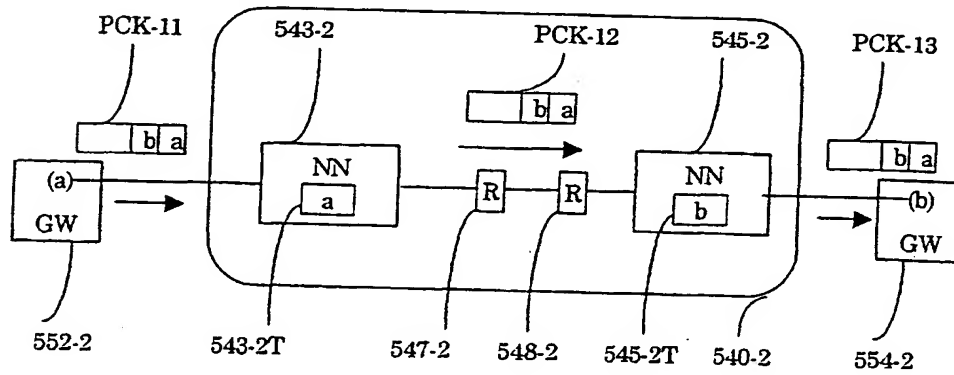 PCK-11
543-2
PCK-12
545-2
PCK-13
b a
b a
b a
NN
NN
(a)
a
R
R
b
(b)
GW
GW
552-2
543-2T
547-2
548-2
545-2T
540-2
554-2